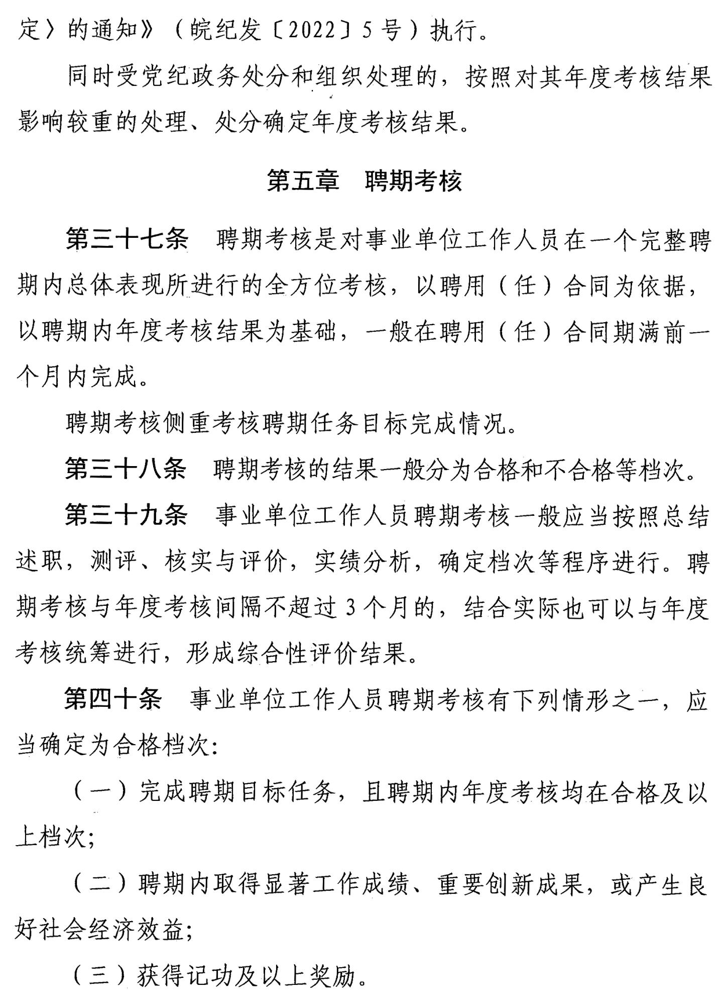 定〉的通知》（皖纪发〔2022〕5号）执行。
同时受党纪政务处分和组织处理的，按照对其年度考核结果
影响较重的处理、处分确定年度考核结果。
第五章　聘期考核
第三十七条　聘期考核是对事业单位工作人员在一个完整聘
期内总体表现所进行的全方位考核，以聘用（任）合同为依据，
以聘期内年度考核结果为基础，一般在聘用（任）合同期满前一
个月内完成。
聘期考核侧重考核聘期任务目标完成情况。
第三十八条　聘期考核的结果一般分为合格和不合格等档次。
第三十九条　事业单位工作人员聘期考核一般应当按照总结
述职，测评、核实与评价，实绩分析，确定档次等程序进行。聘
期考核与年度考核间隔不超过3个月的，结合实际也可以与年度
考核统筹进行，形成综合性评价结果。
第四十条　事业单位工作人员聘期考核有下列情形之一，应
当确定为合格档次：
（一）完成聘期目标任务，且聘期内年度考核均在合格及以
上档次；
（二）聘期内取得显著工作成绩、重要创新成果，或产生良
好社会经济效益；
（三）获得记功及以上奖励。